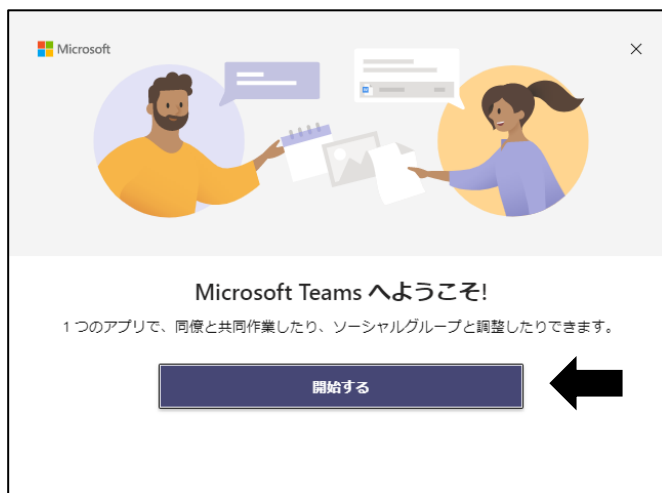 Microsoft
Microsoft Teams へようこそ!
1 つのアプリで、同僚と共同作業したり、ソーシャルグループと調整したりできます。
開始する